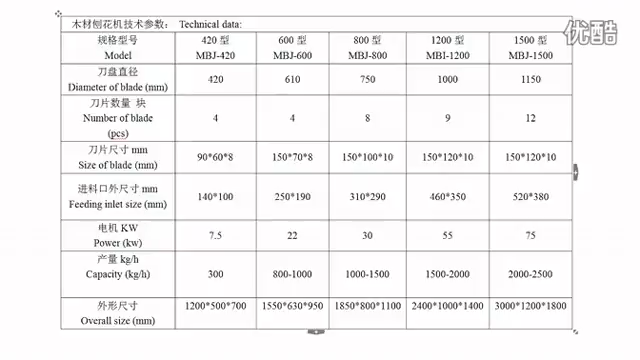 木材刨花机技术参数： Technical data:
优酷
规格型号 420 型 600 型 800 型 1200 型 1500 型
Model MBJ-420 MBJ-600 MBJ-800 MBI-1200 MBJ-1500
刀盘直径
Diameter of blade (mm) 420 610 750 1000 1150
刀片数量 块
Number of blade 4 4 8 9 12
(pcs)
刀片尺寸 mm
Size of blade (mm) 90*60*8 150*70*8 150*100*10 150*120*10 150*120*10
进料口外尺寸 mm
Feeding inlet size (mm) 140*100 250*190 310*290 460*350 520*380
电机 KW
Power (kw) 7.5 22 30 55 75
产量 kg/h
Capacity (kg/h) 300 800-1000 1000-1500 1500-2000 2000-2500
外形尺寸 1200*500*700 1550*630*950 1850*800*1100 2400*1000*1400 3000*1200*1800
Overall size (mm)